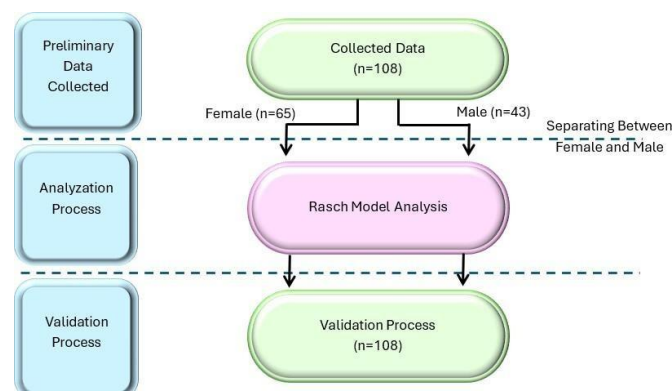 Preliminary
Data
Collected
Collected Data
(n=108)
Female (n=65)
Male (n=43)
Separating Between
Female and Male
Analyzation
Process
Rasch Model Analysis
Validation
Process
Validation Process
(n=108)